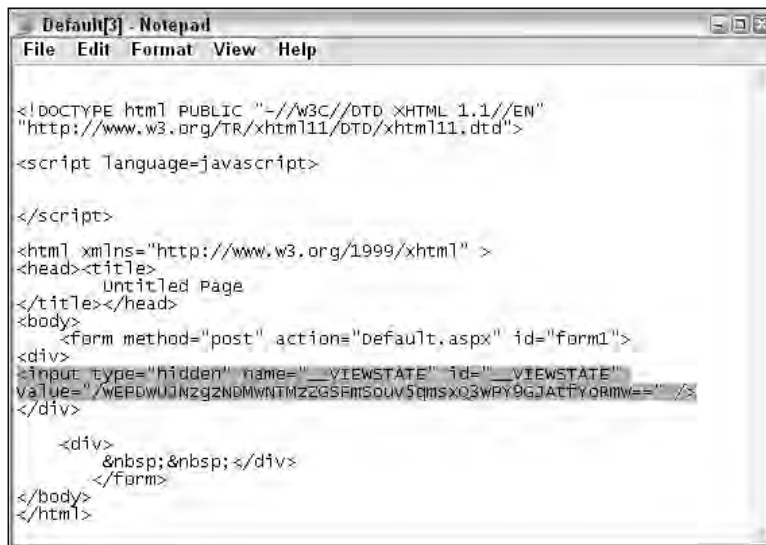 Default[3] - Notepad
File Edit Format View Help
<!DOCTYPE html PUBLIC "-//W3C//DTD XHTML 1.1//EN"
"http://www.w3.org/TR/xhtml11/DTD/xhtml11.dtd">
<script language=javascript>
</script>
<html xmlns="http://www.w3.org/1999/xhtml" >
<head><title>
Untitled Page
</title></head>
<body>
<form method="post" action="Default.aspx" id="form1">
<div>
<input type="hidden" name="__VIEWSTATE" id="__VIEWSTATE"
value="/wEPDwUJNzgzNDMwNTMzZGSFmSouv5qmsxQ3wPY9GJAtfYoRmw==" />
</div>
<div>
&nbsp;&nbsp;</div>
</form>
</body>
</html>